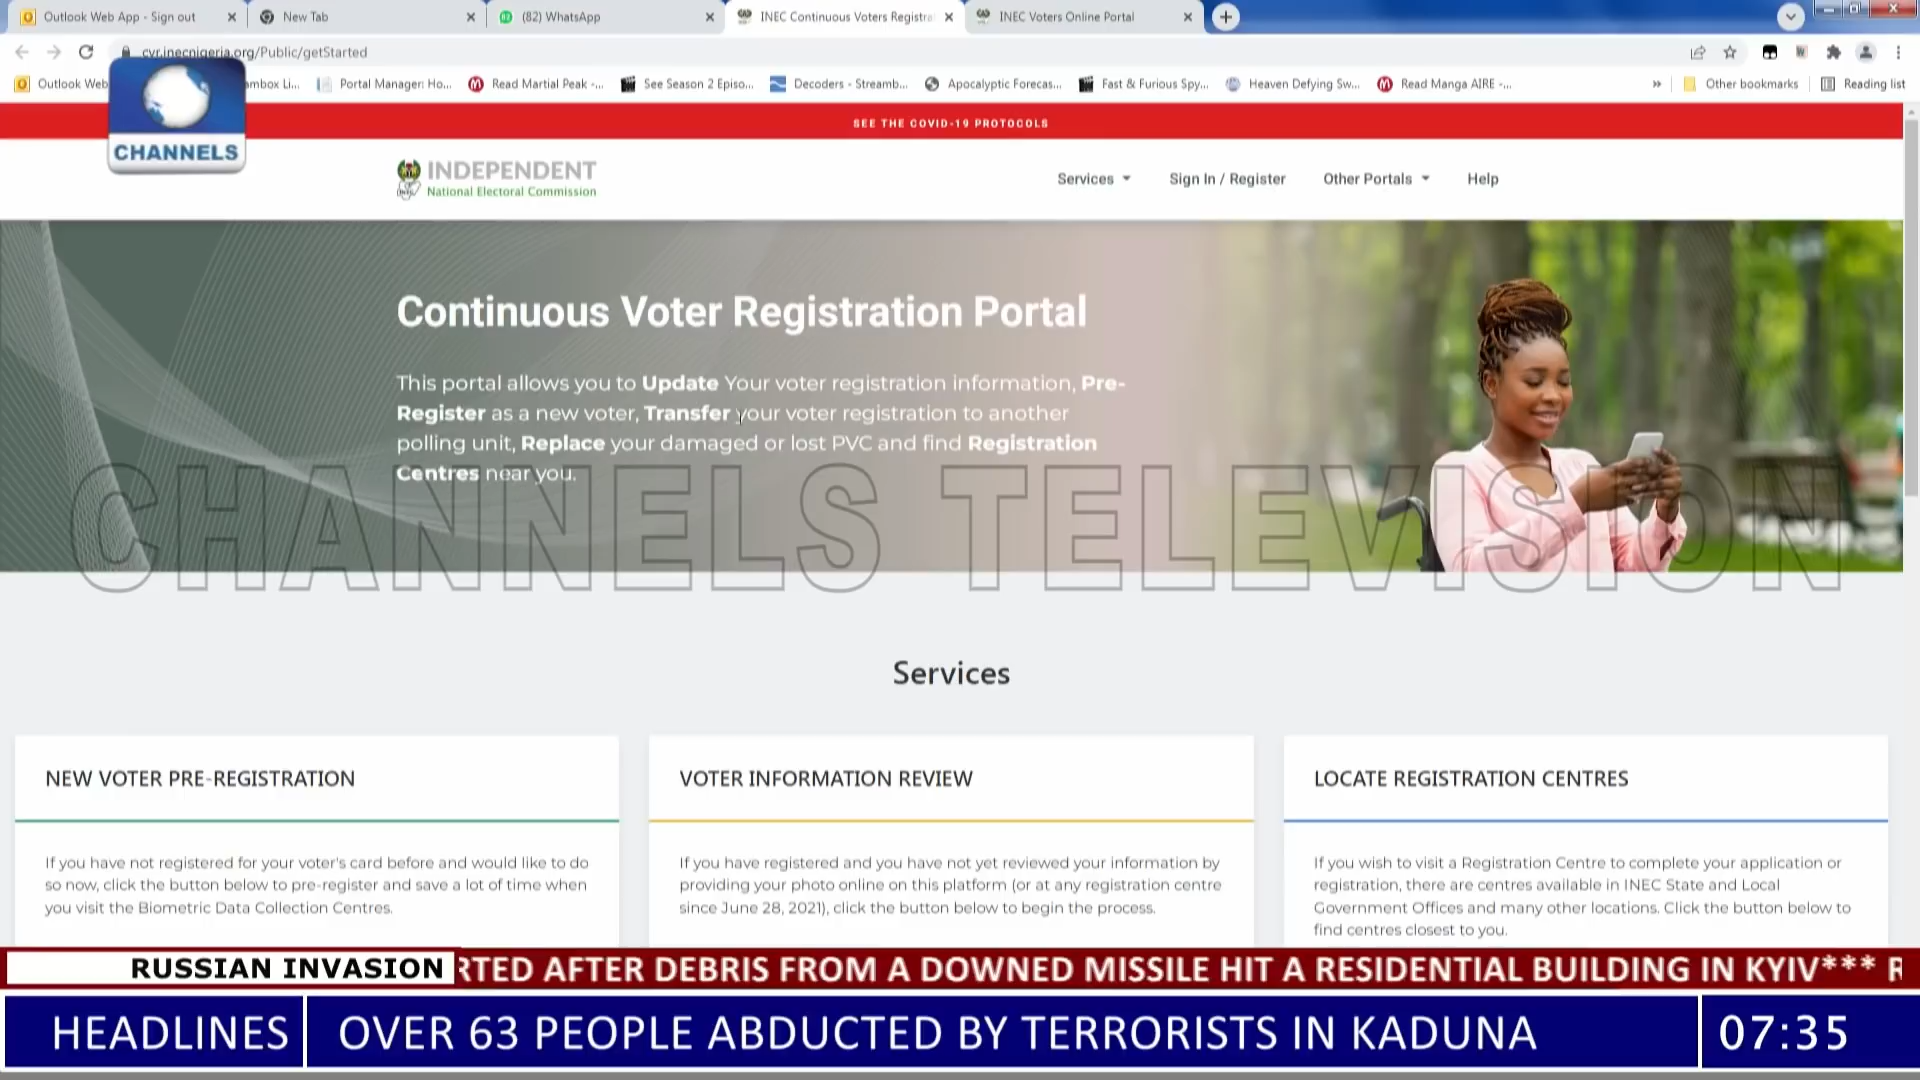 Outlook Web App - Sign out
New Tab
(82) WhatsApp
INEC Continuous Voters Registra
INEC Voters Online Portal
cvr.inecnigeria.org/Public/getStarted
Outlook Web
mbox Li...
Portal Manager: Ho...
Read Martial Peak -...
See Season 2 Episo...
Decoders - Streamb...
Apocalyptic Forecas...
Fast & Furious Spy...
Heaven Defying Sw...
Read Manga AIRE -...
Other bookmarks
Reading list
CHANNELS
SEE THE COVID-19 PROTOCOLS
INDEPENDENT
National Electoral Commission
Services
Sign In / Register
Other Portals
Help
Continuous Voter Registration Portal
This portal allows you to Update Your voter registration information, Pre-
Register as a new voter, Transfer your voter registration to another
polling unit, Replace your damaged or lost PVC and find Registration
Centres near you.
CHANNELS TELEVISION
Services
NEW VOTER PRE-REGISTRATION
If you have not registered for your voter's card before and would like to do
so now, click the button below to pre-register and save a lot of time when
you visit the Biometric Data Collection Centres.
VOTER INFORMATION REVIEW
If you have registered and you have not yet reviewed your information by
providing your photo online on this platform (or at any registration centre
since June 28, 2021), click the button below to begin the process.
LOCATE REGISTRATION CENTRES
If you wish to visit a Registration Centre to complete your application or
registration, there are centres available in INEC State and Local
Government Offices and many other locations. Click the button below to
find centres closest to you.
RUSSIAN INVASION
RTED AFTER DEBRIS FROM A DOWNED MISSILE HIT A RESIDENTIAL BUILDING IN KYIV*** R
HEADLINES
OVER 63 PEOPLE ABDUCTED BY TERRORISTS IN KADUNA
07:35